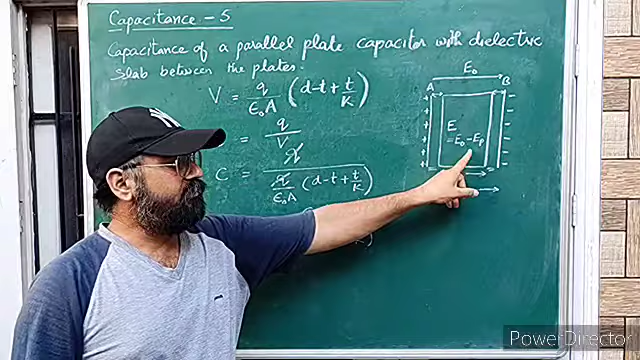 Capacitance - 5
Capacitance of a parallel plate capacitor with dielectric
slab between the plates.
V = q/ε₀A (d-t+t/K)
= q/V
C = q/(q/ε₀A (d-t+t/K))
E₀
A B
+ + + + + +
- - - - - -
E
= E₀ - Eₚ
NY
PowerDirector